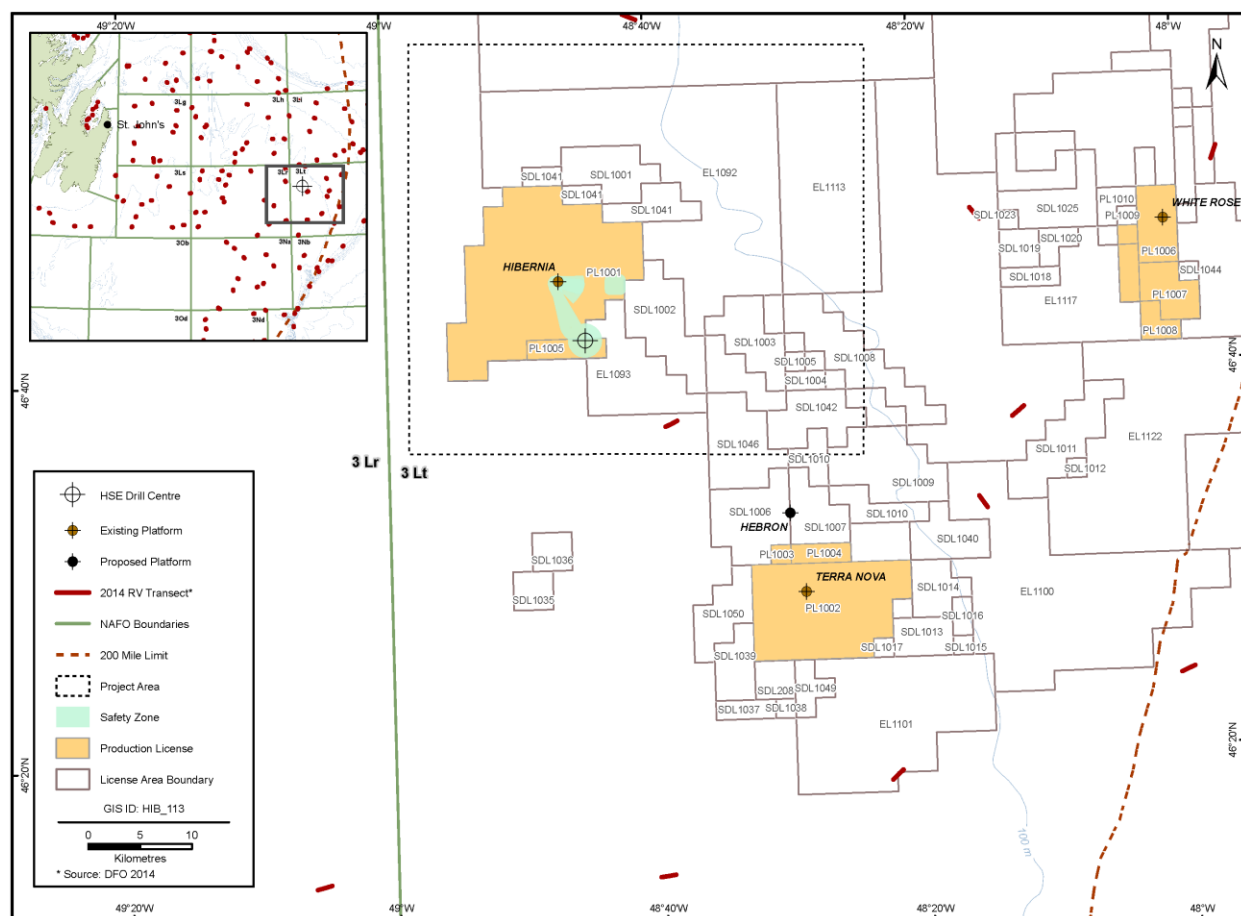 49°20'W
49°W
48°40'W
48°20'W
48°W
N
3Lg
3Lh
3Li
St. John's
3Ls
3Lr
3Lt
3Ob
3Na
3Nb
3Od
3Nd
SDL1041
SDL1001
SDL1041
SDL1041
EL1092
EL1113
HIBERNIA
PL1001
SDL1002
PL1005
EL1093
SDL1003
SDL1005
SDL1004
SDL1008
SDL1042
SDL1046
SDL1010
SDL1009
PL1010
PL1009
WHITE ROSE
SDL1023
SDL1025
SDL1019
SDL1020
SDL1018
PL1006
SDL1044
EL1117
PL1007
PL1008
46°40'N
46°40'N
3 Lr
3 Lt
SDL1011
EL1122
SDL1012
SDL1006
HEBRON
SDL1007
SDL1010
SDL1040
PL1003
PL1004
TERRA NOVA
PL1002
SDL1014
EL1100
SDL1016
SDL1013
SDL1015
SDL1017
SDL1036
SDL1035
SDL1050
SDL1039
SDL208
SDL1049
SDL1037
SDL1038
EL1101
100 m
46°20'N
46°20'N
HSE Drill Centre
Existing Platform
Proposed Platform
2014 RV Transect*
NAFO Boundaries
200 Mile Limit
Project Area
Safety Zone
Production License
License Area Boundary
GIS ID: HIB_113
0 5 10
Kilometres
* Source: DFO 2014
49°20'W
49°W
48°40'W
48°20'W
48°W